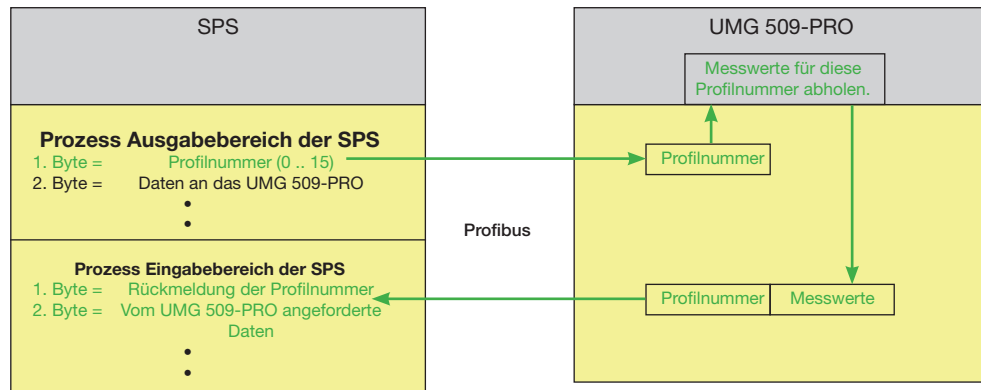 SPS
Prozess Ausgabebereich der SPS
1. Byte = Profilnummer (0 .. 15)
2. Byte = Daten an das UMG 509-PRO
•
•
Prozess Eingabebereich der SPS
1. Byte = Rückmeldung der Profilnummer
2. Byte = Vom UMG 509-PRO angeforderte
Daten
•
•
Profibus
UMG 509-PRO
Messwerte für diese
Profilnummer abholen.
Profilnummer
Profilnummer Messwerte